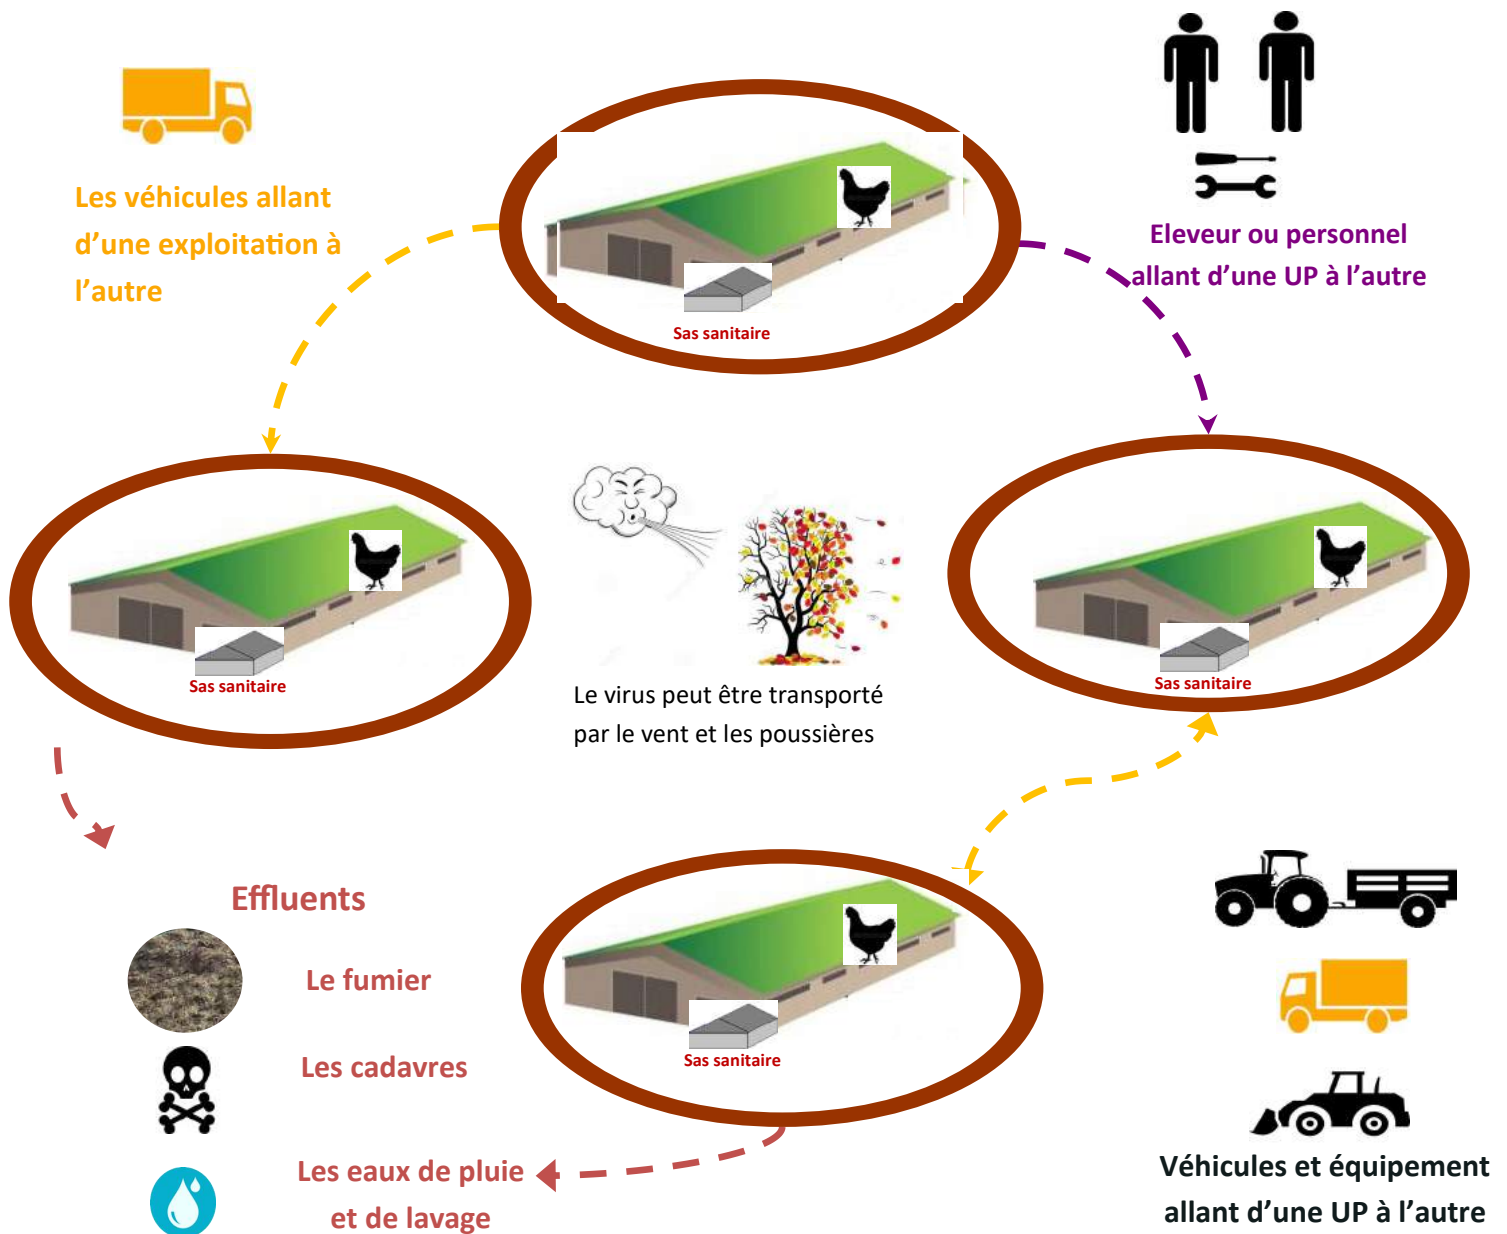 Les véhicules allant
d’une exploitation à
l’autre
Eleveur ou personnel
allant d’une UP à l’autre
Sas sanitaire
Sas sanitaire
Le virus peut être transporté
par le vent et les poussières
Sas sanitaire
Effluents
Le fumier
Les cadavres
Les eaux de pluie
et de lavage
Sas sanitaire
Véhicules et équipement
allant d’une UP à l’autre